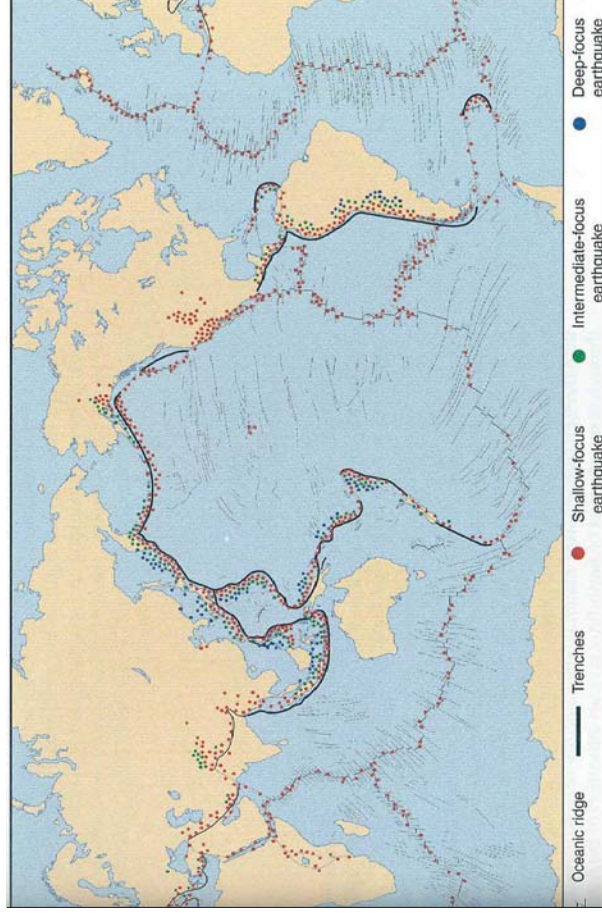 Oceanic ridge
Trenches
Shallow-focus
earthquake
Intermediate-focus
earthquake
Deep-focus
earthquake